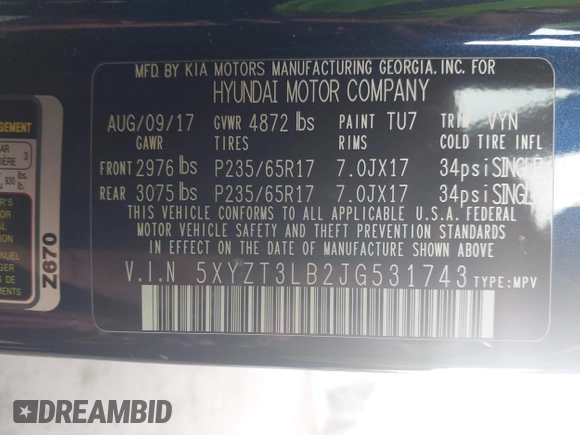 MFD. BY KIA MOTORS MANUFACTURING GEORGIA, INC. FOR
HYUNDAI MOTOR COMPANY
AUG/09/17 GVWR 4872 lbs PAINT TU7 TRIM VYN
GAWR TIRES RIMS COLD TIRE INFL
FRONT 2976 lbs P235/65R17 7.0JX17 34psi SINGLE
REAR 3075 lbs P235/65R17 7.0JX17 34psi SINGLE
THIS VEHICLE CONFORMS TO ALL APPLICABLE U.S.A. FEDERAL
MOTOR VEHICLE SAFETY AND THEFT PREVENTION STANDARDS
IN EFFECT ON THE DATE OF MANUFACTURE SHOWN ABOVE.
V.I.N 5XYZT3LB2JG531743 TYPE: MPV
3
930 lbs.
Z670
DREAMBID